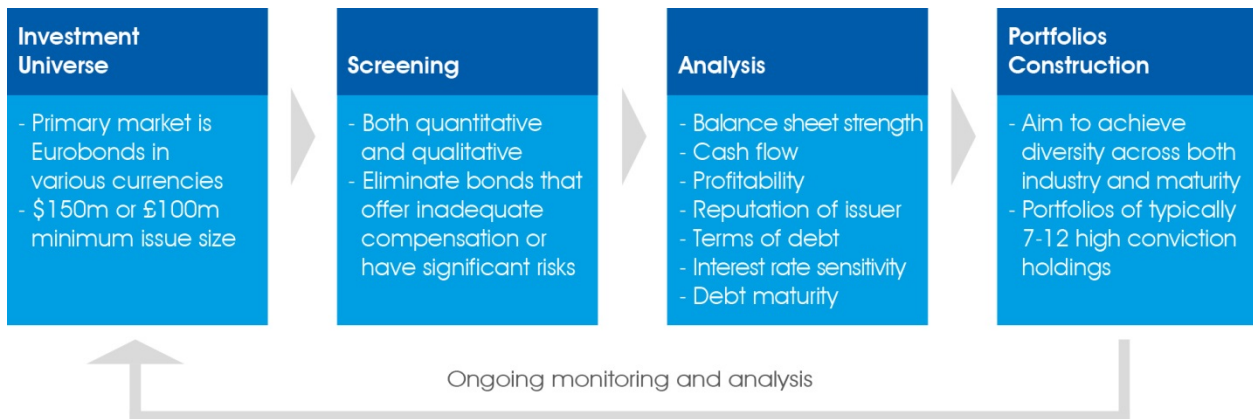 Investment
Universe
- Primary market is
Eurobonds in
various currencies
- $150m or £100m
minimum issue size
Screening
- Both quantitative
and qualitative
- Eliminate bonds that
offer inadequate
compensation or
have significant risks
Analysis
- Balance sheet strength
- Cash flow
- Profitability
- Reputation of issuer
- Terms of debt
- Interest rate sensitivity
- Debt maturity
Portfolios
Construction
- Aim to achieve
diversity across both
industry and maturity
- Portfolios of typically
7-12 high conviction
holdings
Ongoing monitoring and analysis